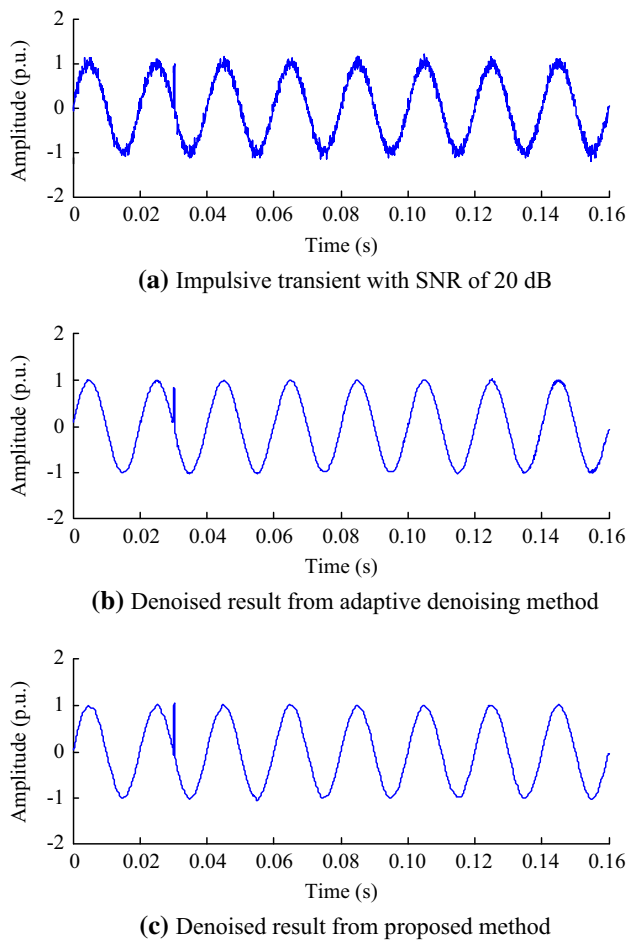 2
1
0
-1
-2
Amplitude (p.u.)
0 0.02 0.04 0.06 0.08 0.10 0.12 0.14 0.16
Time (s)
(a) Impulsive transient with SNR of 20 dB
2
1
0
-1
-2
Amplitude (p.u.)
0 0.02 0.04 0.06 0.08 0.10 0.12 0.14 0.16
Time (s)
(b) Denoised result from adaptive denoising method
2
1
0
-1
-2
Amplitude (p.u.)
0 0.02 0.04 0.06 0.08 0.10 0.12 0.14 0.16
Time (s)
(c) Denoised result from proposed method